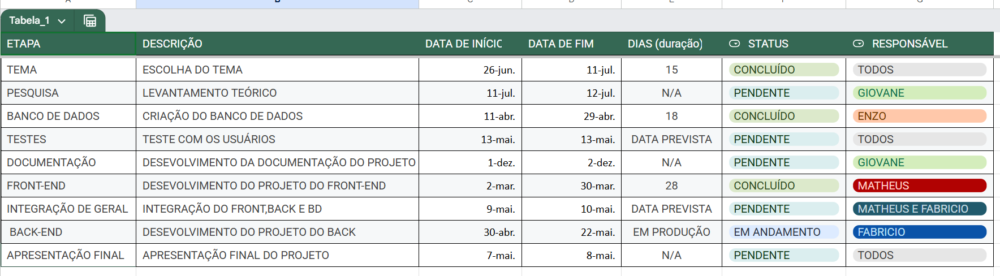 Tabela_1
ETAPA DESCRIÇÃO DATA DE INÍCIO DATA DE FIM DIAS (duração) STATUS RESPONSÁVEL
TEMA ESCOLHA DO TEMA 26-jun. 11-jul. 15 CONCLUÍDO TODOS
PESQUISA LEVANTAMENTO TEÓRICO 11-jul. 12-jul. N/A PENDENTE GIOVANE
BANCO DE DADOS CRIAÇÃO DO BANCO DE DADOS 11-abr. 29-abr. 18 CONCLUÍDO ENZO
TESTES TESTE COM OS USUÁRIOS 13-mai. 13-mai. DATA PREVISTA PENDENTE TODOS
DOCUMENTAÇÃO DESEVOLVIMENTO DA DOCUMENTAÇÃO DO PROJETO 1-dez. 2-dez. N/A PENDENTE GIOVANE
FRONT-END DESEVOLVIMENTO DO PROJETO DO FRONT-END 2-mar. 30-mar. 28 CONCLUÍDO MATHEUS
INTEGRAÇÃO DE GERAL INTEGRAÇÃO DO FRONT,BACK E BD 9-mai. 10-mai. DATA PREVISTA PENDENTE MATHEUS E FABRICIO
BACK-END DESEVOLVIMENTO DO PROJETO DO BACK 30-abr. 22-mai. EM PRODUÇÃO EM ANDAMENTO FABRICIO
APRESENTAÇÃO FINAL APRESENTAÇÃO FINAL DO PROJETO 7-mai. 8-mai. N/A PENDENTE TODOS